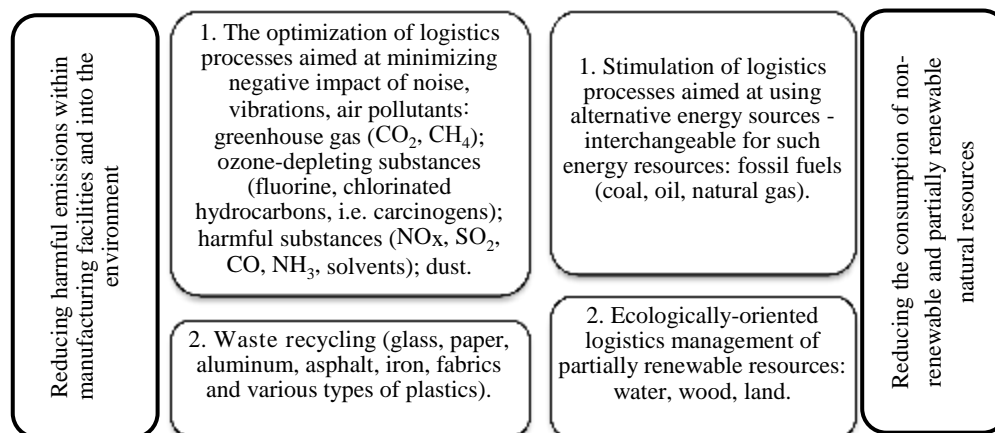 Reducing harmful emissions within
manufacturing facilities and into the
environment
1. The optimization of logistics
processes aimed at minimizing
negative impact of noise,
vibrations, air pollutants:
greenhouse gas (CO₂, CH₄);
ozone-depleting substances
(fluorine, chlorinated
hydrocarbons, i.e. carcinogens);
harmful substances (NOx, SO₂,
CO, NH₃, solvents); dust.
2. Waste recycling (glass, paper,
aluminum, asphalt, iron, fabrics
and various types of plastics).
1. Stimulation of logistics
processes aimed at using
alternative energy sources -
interchangeable for such
energy resources: fossil fuels
(coal, oil, natural gas).
2. Ecologically-oriented
logistics management of
partially renewable resources:
water, wood, land.
Reducing the consumption of non-
renewable and partially renewable
natural resources